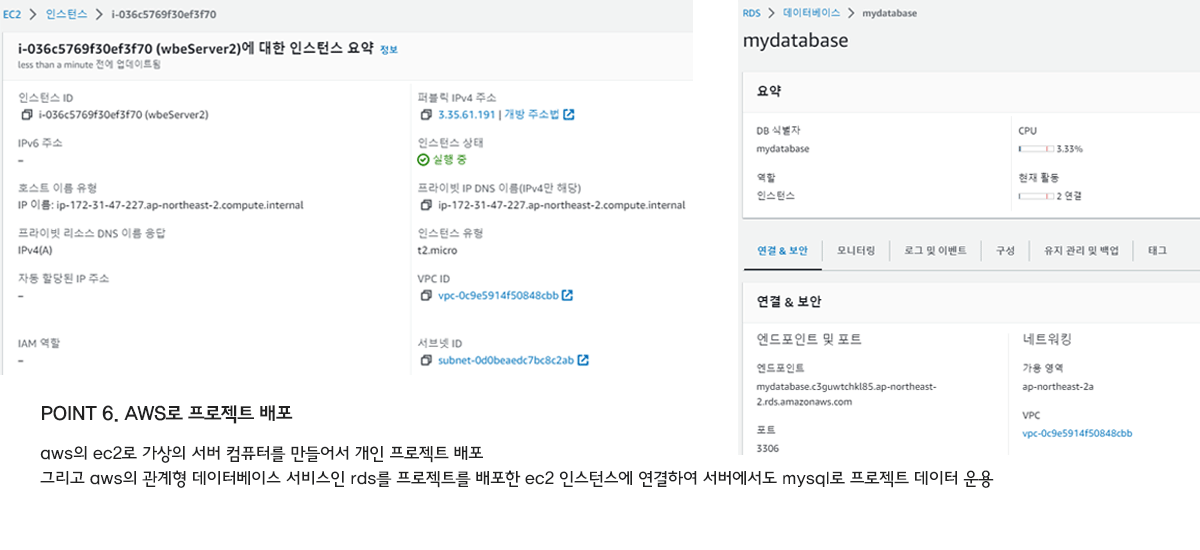 EC2 > 인스턴스 > i-036c5769f30ef3f70
i-036c5769f30ef3f70 (wbeServer2)에 대한 인스턴스 요약 정보
less than a minute 전에 업데이트됨
인스턴스 ID
i-036c5769f30ef3f70 (wbeServer2)
IPv6 주소
–
호스트 이름 유형
IP 이름: ip-172-31-47-227.ap-northeast-2.compute.internal
프라이빗 리소스 DNS 이름 응답
IPv4(A)
자동 할당된 IP 주소
–
IAM 역할
–
퍼블릭 IPv4 주소
3.35.61.191 | 개방 주소법
인스턴스 상태
실행 중
프라이빗 IP DNS 이름(IPv4만 해당)
ip-172-31-47-227.ap-northeast-2.compute.internal
인스턴스 유형
t2.micro
VPC ID
vpc-0c9e5914f50848cbb
서브넷 ID
subnet-0d0beaedc7bc8c2ab
RDS > 데이터베이스 > mydatabase
mydatabase
요약
DB 식별자
mydatabase
역할
인스턴스
CPU
3.33%
현재 활동
2 연결
연결 & 보안 모니터링 로그 및 이벤트 구성 유지 관리 및 백업 태그
연결 & 보안
엔드포인트 및 포트
엔드포인트
mydatabase.c3guwtchkl85.ap-northeast-
2.rds.amazonaws.com
포트
3306
네트워킹
가용 영역
ap-northeast-2a
VPC
vpc-0c9e5914f50848cbb
POINT 6. AWS로 프로젝트 배포
aws의 ec2로 가상의 서버 컴퓨터를 만들어서 개인 프로젝트 배포
그리고 aws의 관계형 데이터베이스 서비스인 rds를 프로젝트를 배포한 ec2 인스턴스에 연결하여 서버에서도 mysql로 프로젝트 데이터 운용